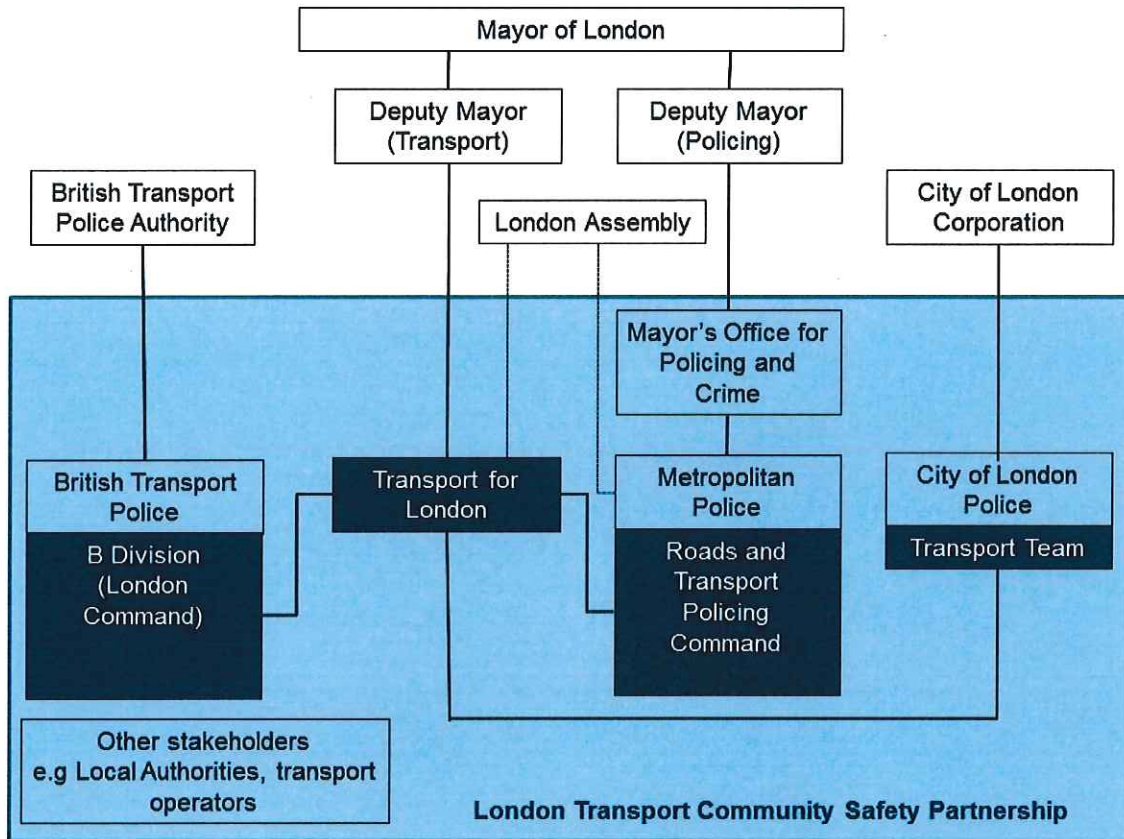 Mayor of London
Deputy Mayor
(Transport)
Deputy Mayor
(Policing)
British Transport
Police Authority
London Assembly
City of London
Corporation
Mayor's Office for
Policing and
Crime
British Transport
Police
B Division
(London
Command)
Transport for
London
Metropolitan
Police
Roads and
Transport
Policing
Command
City of London
Police
Transport Team
Other stakeholders
e.g Local Authorities, transport
operators
London Transport Community Safety Partnership